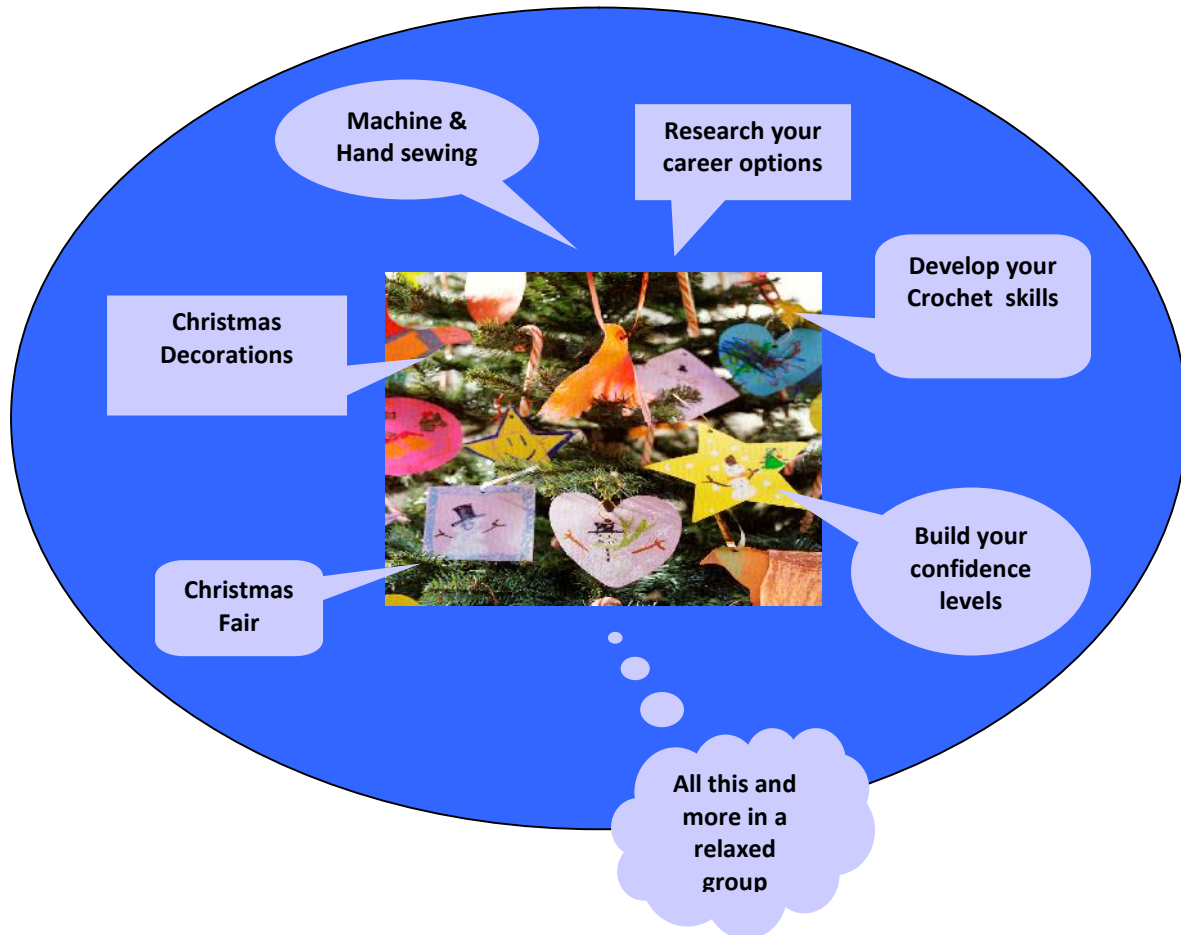 Machine &
Hand sewing
Research your
career options
Develop your
Crochet skills
Christmas
Decorations
Build your
confidence
levels
Christmas
Fair
All this and
more in a
relaxed
group